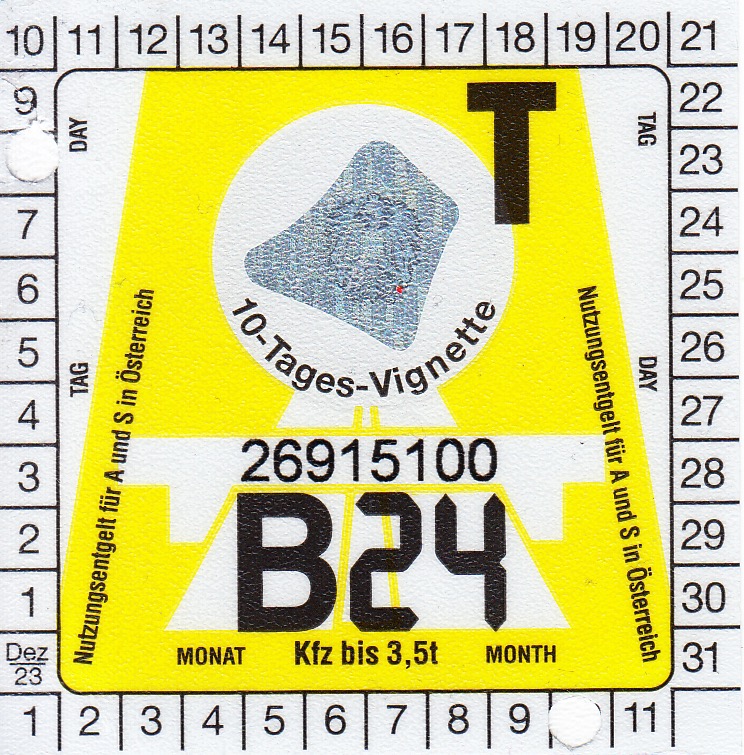 10 11 12 13 14 15 16 17 18 19 20 21
9 22
DAY T TAG
23
7 24
6 25
5 26
4 27
3 28
2 29
1 30
Dez 23 31
10-Tages-Vignette
TAG DAY
Nutzungsentgelt für A und S in Österreich
Nutzungsentgelt für A und S in Österreich
26915100
B24
MONAT Kfz bis 3,5t MONTH
1 2 3 4 5 6 7 8 9 11